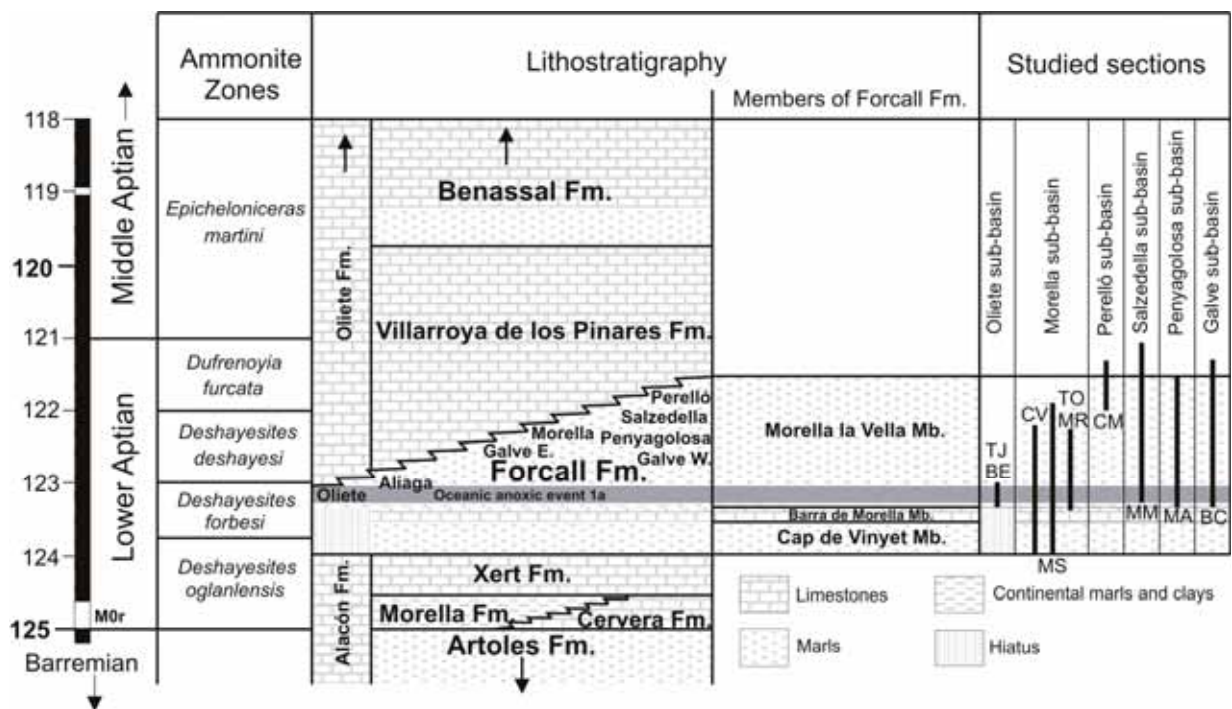 Ammonite
Zones
Lithostratigraphy
Members of Forcall Fm.
Studied sections
118
119
120
121
122
123
124
125
Middle Aptian
Lower Aptian
Barremian
M0r
Epicheloniceras
martini
Dufrenoyia
furcata
Deshayesites
deshayesi
Deshayesites
forbesi
Deshayesites
oglanlensis
Oliete Fm.
Alacón Fm.
Benassal Fm.
Villarroya de los Pinares Fm.
Perelló
Salzedella
Morella
Penyagolosa
Galve E.
Galve W.
Forcall Fm.
Aliaga
Oliete
Oceanic anoxic event 1a
Xert Fm.
Morella Fm.
Cervera Fm.
Artoles Fm.
Morella la Vella Mb.
Barra de Morella Mb.
Cap de Vinyet Mb.
Oliete sub-basin
Morella sub-basin
Perelló sub-basin
Salzedella sub-basin
Penyagolosa sub-basin
Galve sub-basin
TJ
BE
CV
MS
TO
MR
CM
MM
MA
BC
Limestones
Continental marls and clays
Marls
Hiatus